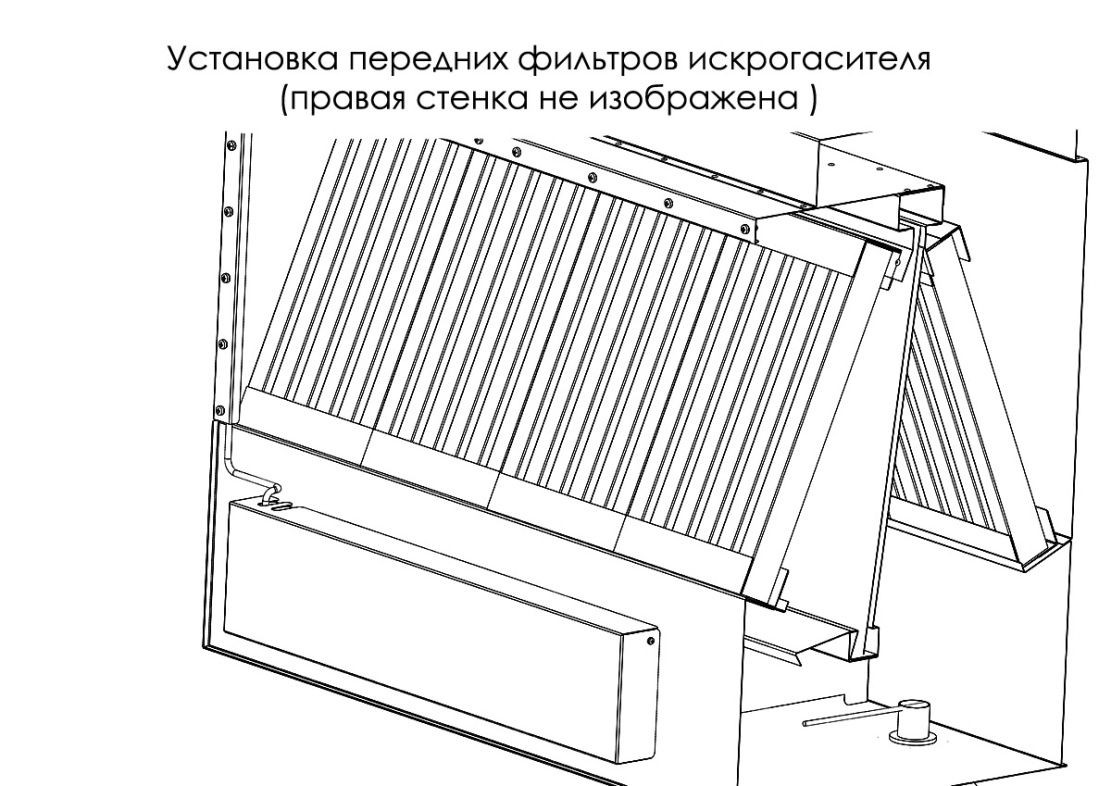 Установка передних фильтров искрогасителя
(правая стенка не изображена )